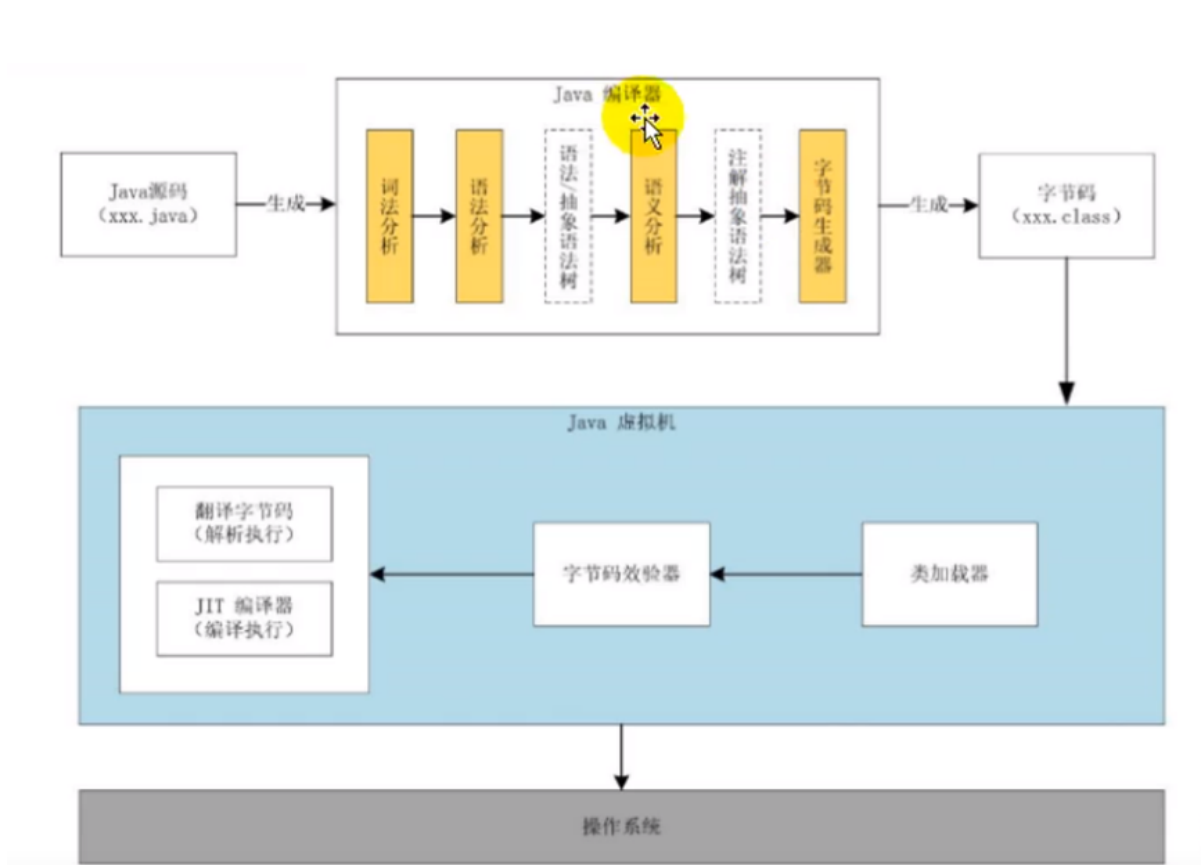 Java 编译器
Java源码
（xxx.java）
生成
词法分析
语法分析
语法/抽象语法树
语义分析
注解抽象语法树
字节码生成器
生成
字节码
（xxx.class）
Java 虚拟机
翻译字节码
（解析执行）
JIT 编译器
（编译执行）
字节码效验器
类加载器
操作系统